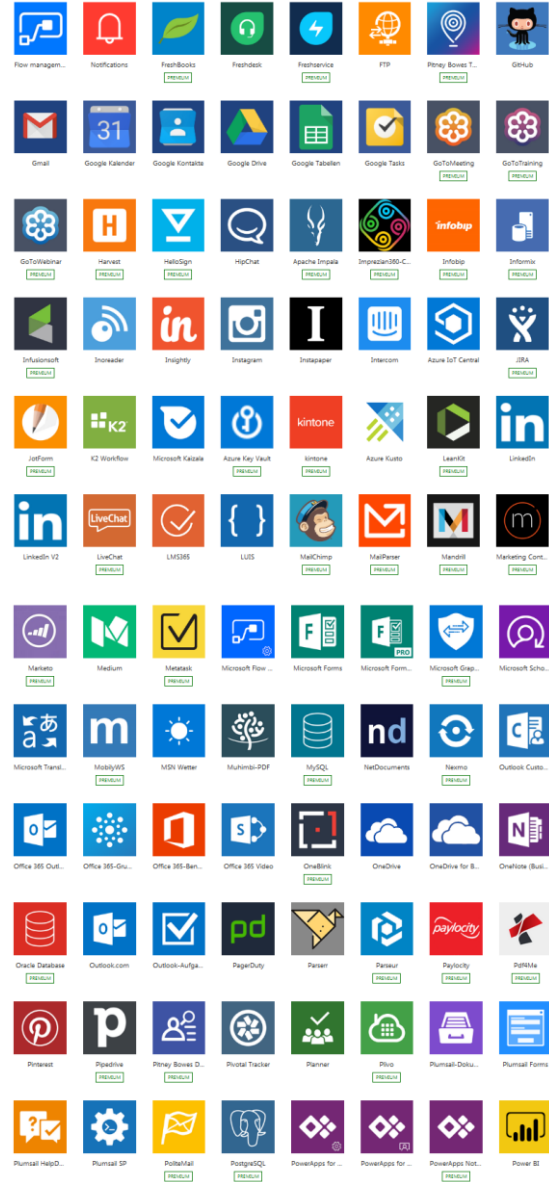 Flow managem... Notifications FreshBooks Freshdesk Freshservice FTP Pitney Bowes T... GitHub
PREMIUM PREMIUM PREMIUM PREMIUM
31
Gmail Google Kalender Google Kontakte Google Drive Google Tabellen Google Tasks GoToMeeting GoToTraining
PREMIUM PREMIUM
H infobip
GoToWebinar Harvest HelloSign HipChat Apache Impala Imprezian360-C... Infobip Informix
PREMIUM PREMIUM PREMIUM PREMIUM PREMIUM PREMIUM PREMIUM
in I
Infusionsoft Inoreader Insightly Instagram Instapaper Intercom Azure IoT Central JIRA
PREMIUM PREMIUM
K2 kintone in
JotForm K2 Workflow Microsoft Kaizala Azure Key Vault kintone Azure Kusto LeanKit LinkedIn
PREMIUM PREMIUM PREMIUM PREMIUM
in LiveChat { } M m
LinkedIn V2 LiveChat LMS365 LUIS MailChimp MailParser Mandrill Marketing Cont...
PREMIUM PREMIUM PREMIUM PREMIUM PREMIUM
F F PRO
Marketo Medium Metatask Microsoft Flow ... Microsoft Forms Microsoft Form... Microsoft Grap... Microsoft Scho...
PREMIUM PREMIUM PREMIUM
あ a m nd C
Microsoft Transl... MobilyWS MSN Wetter Muhimbi-PDF MySQL NetDocuments Nexmo Outlook Custo...
PREMIUM PREMIUM PREMIUM
O S N
Office 365 Outl... Office 365-Gru... Office 365-Ben... Office 365 Video OneBlink OneDrive OneDrive for B... OneNote (Busi...
PREMIUM
O pd paylocity
Oracle Database Outlook.com Outlook-Aufga... PagerDuty Parserr Parseur Paylocity Pdf4Me
PREMIUM PREMIUM PREMIUM PREMIUM
p
Pinterest Pipedrive Pitney Bowes D... Pivotal Tracker Planner Plivo Plumsail-Doku... Plumsail Forms
PREMIUM PREMIUM PREMIUM
?
Plumsail HelpD... Plumsail SP PoliteMail PostgreSQL PowerApps for ... PowerApps for ... PowerApps Not... Power BI
PREMIUM PREMIUM PREMIUM PREMIUM PREMIUM